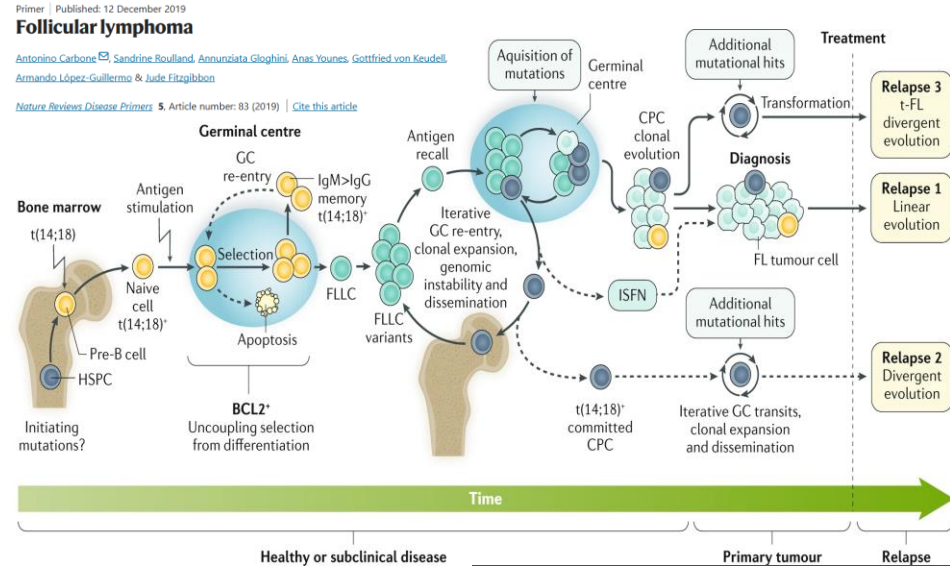 Primer | Published: 12 December 2019
Follicular lymphoma
Antonino Carbone, Sandrine Roulland, Annunziata Gloghini, Anas Younes, Gottfried von Keudell,
Armando López-Guillermo & Jude Fitzgibbon
Nature Reviews Disease Primers 5, Article number: 83 (2019) | Cite this article
Bone marrow
t(14;18)
Pre-B cell
HSPC
Initiating
mutations?
Antigen
stimulation
Naive
cell
t(14;18)⁺
Germinal centre
GC
re-entry
IgM>IgG
memory
t(14;18)⁺
Selection
Apoptosis
BCL2⁺
Uncoupling selection
from differentiation
FLLC
FLLC
variants
Antigen
recall
Iterative
GC re-entry,
clonal expansion,
genomic
instability and
dissemination
Aquisition of
mutations
Germinal
centre
CPC
clonal
evolution
ISFN
t(14;18)⁺
committed
CPC
Additional
mutational hits
Transformation
Diagnosis
FL tumour cell
Additional
mutational hits
Iterative GC transits,
clonal expansion
and dissemination
Treatment
Relapse 3
t-FL
divergent
evolution
Relapse 1
Linear
evolution
Relapse 2
Divergent
evolution
Time
Healthy or subclinical disease
Primary tumour
Relapse